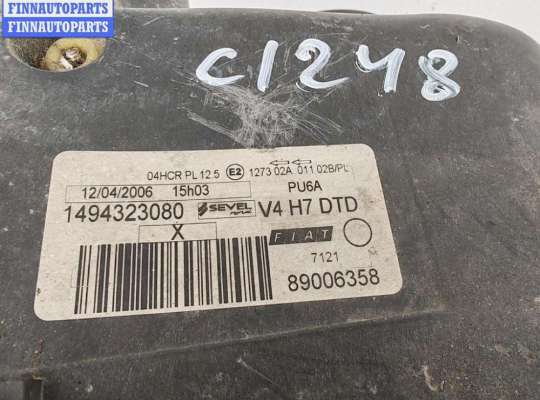 FINNAUTOPARTS
FINNAUTOPARTS
C1248
04HCR PL 12.5 E2 1273 02A 011 02B/PL
12/04/2006 15h03 PU6A
1494323080 SEVEL V4 H7 DTD
X FIAT
7121
89006358